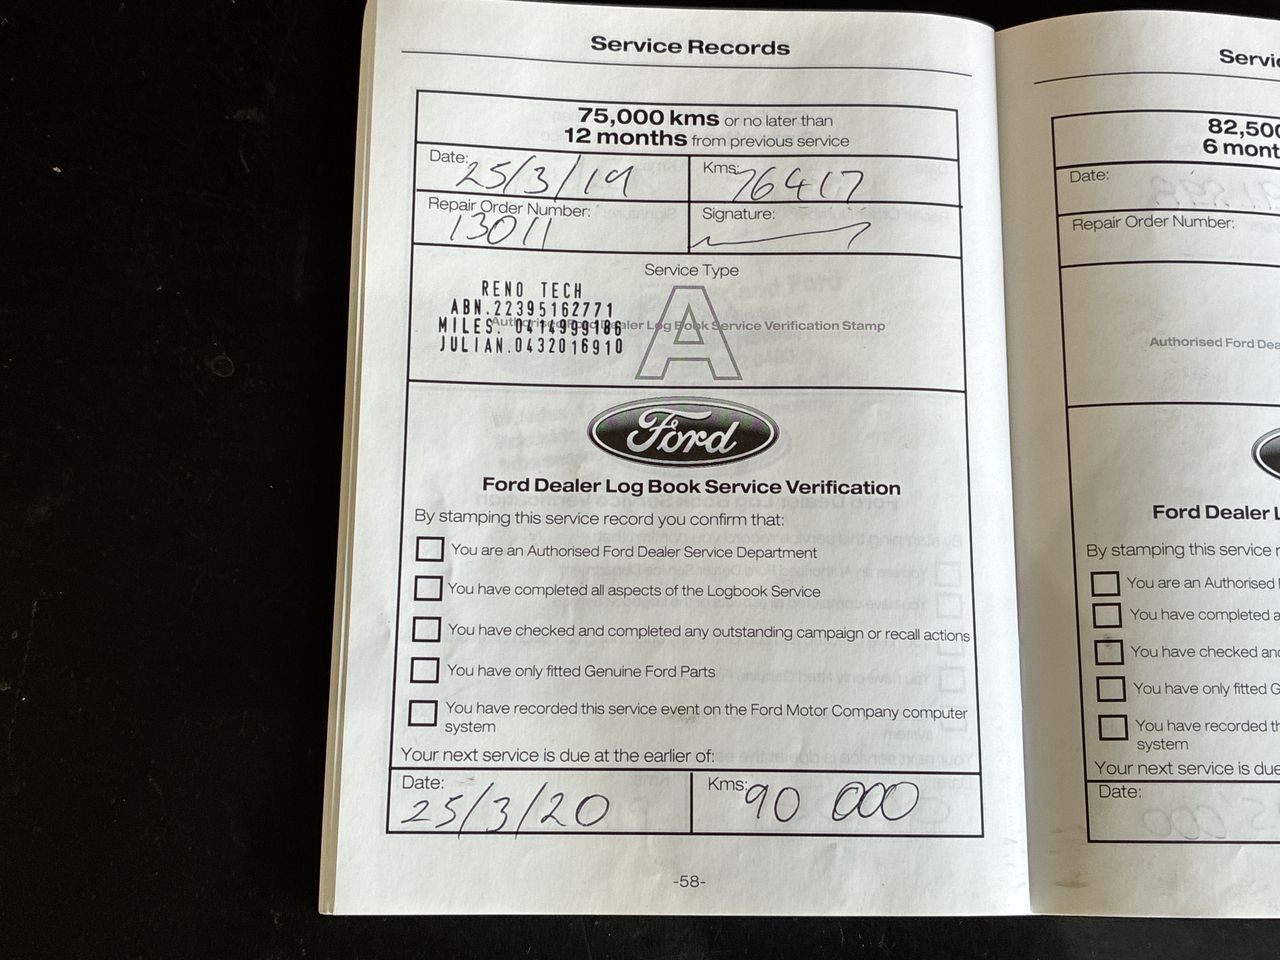 Service Records
75,000 kms or no later than
12 months from previous service
Date: 25/3/19
Kms: 76417
Repair Order Number: 13011
Signature:
Service Type
A
RENO TECH
ABN.22395162771
MILES. 0414999186
JULIAN.0432016910
Authorised Ford Dealer Log Book Service Verification Stamp
Ford
Ford Dealer Log Book Service Verification
By stamping this service record you confirm that:
You are an Authorised Ford Dealer Service Department
You have completed all aspects of the Logbook Service
You have checked and completed any outstanding campaign or recall actions
You have only fitted Genuine Ford Parts
You have recorded this service event on the Ford Motor Company computer
system
Your next service is due at the earlier of:
Date: 25/3/20
Kms: 90 000
-58-
82,500
6 mont
Date:
Repair Order Number:
Authorised Ford Dea
Ford Dealer L
By stamping this service r
You are an Authorised
You have completed a
You have checked and
You have only fitted G
You have recorded th
system
Your next service is due
Date: